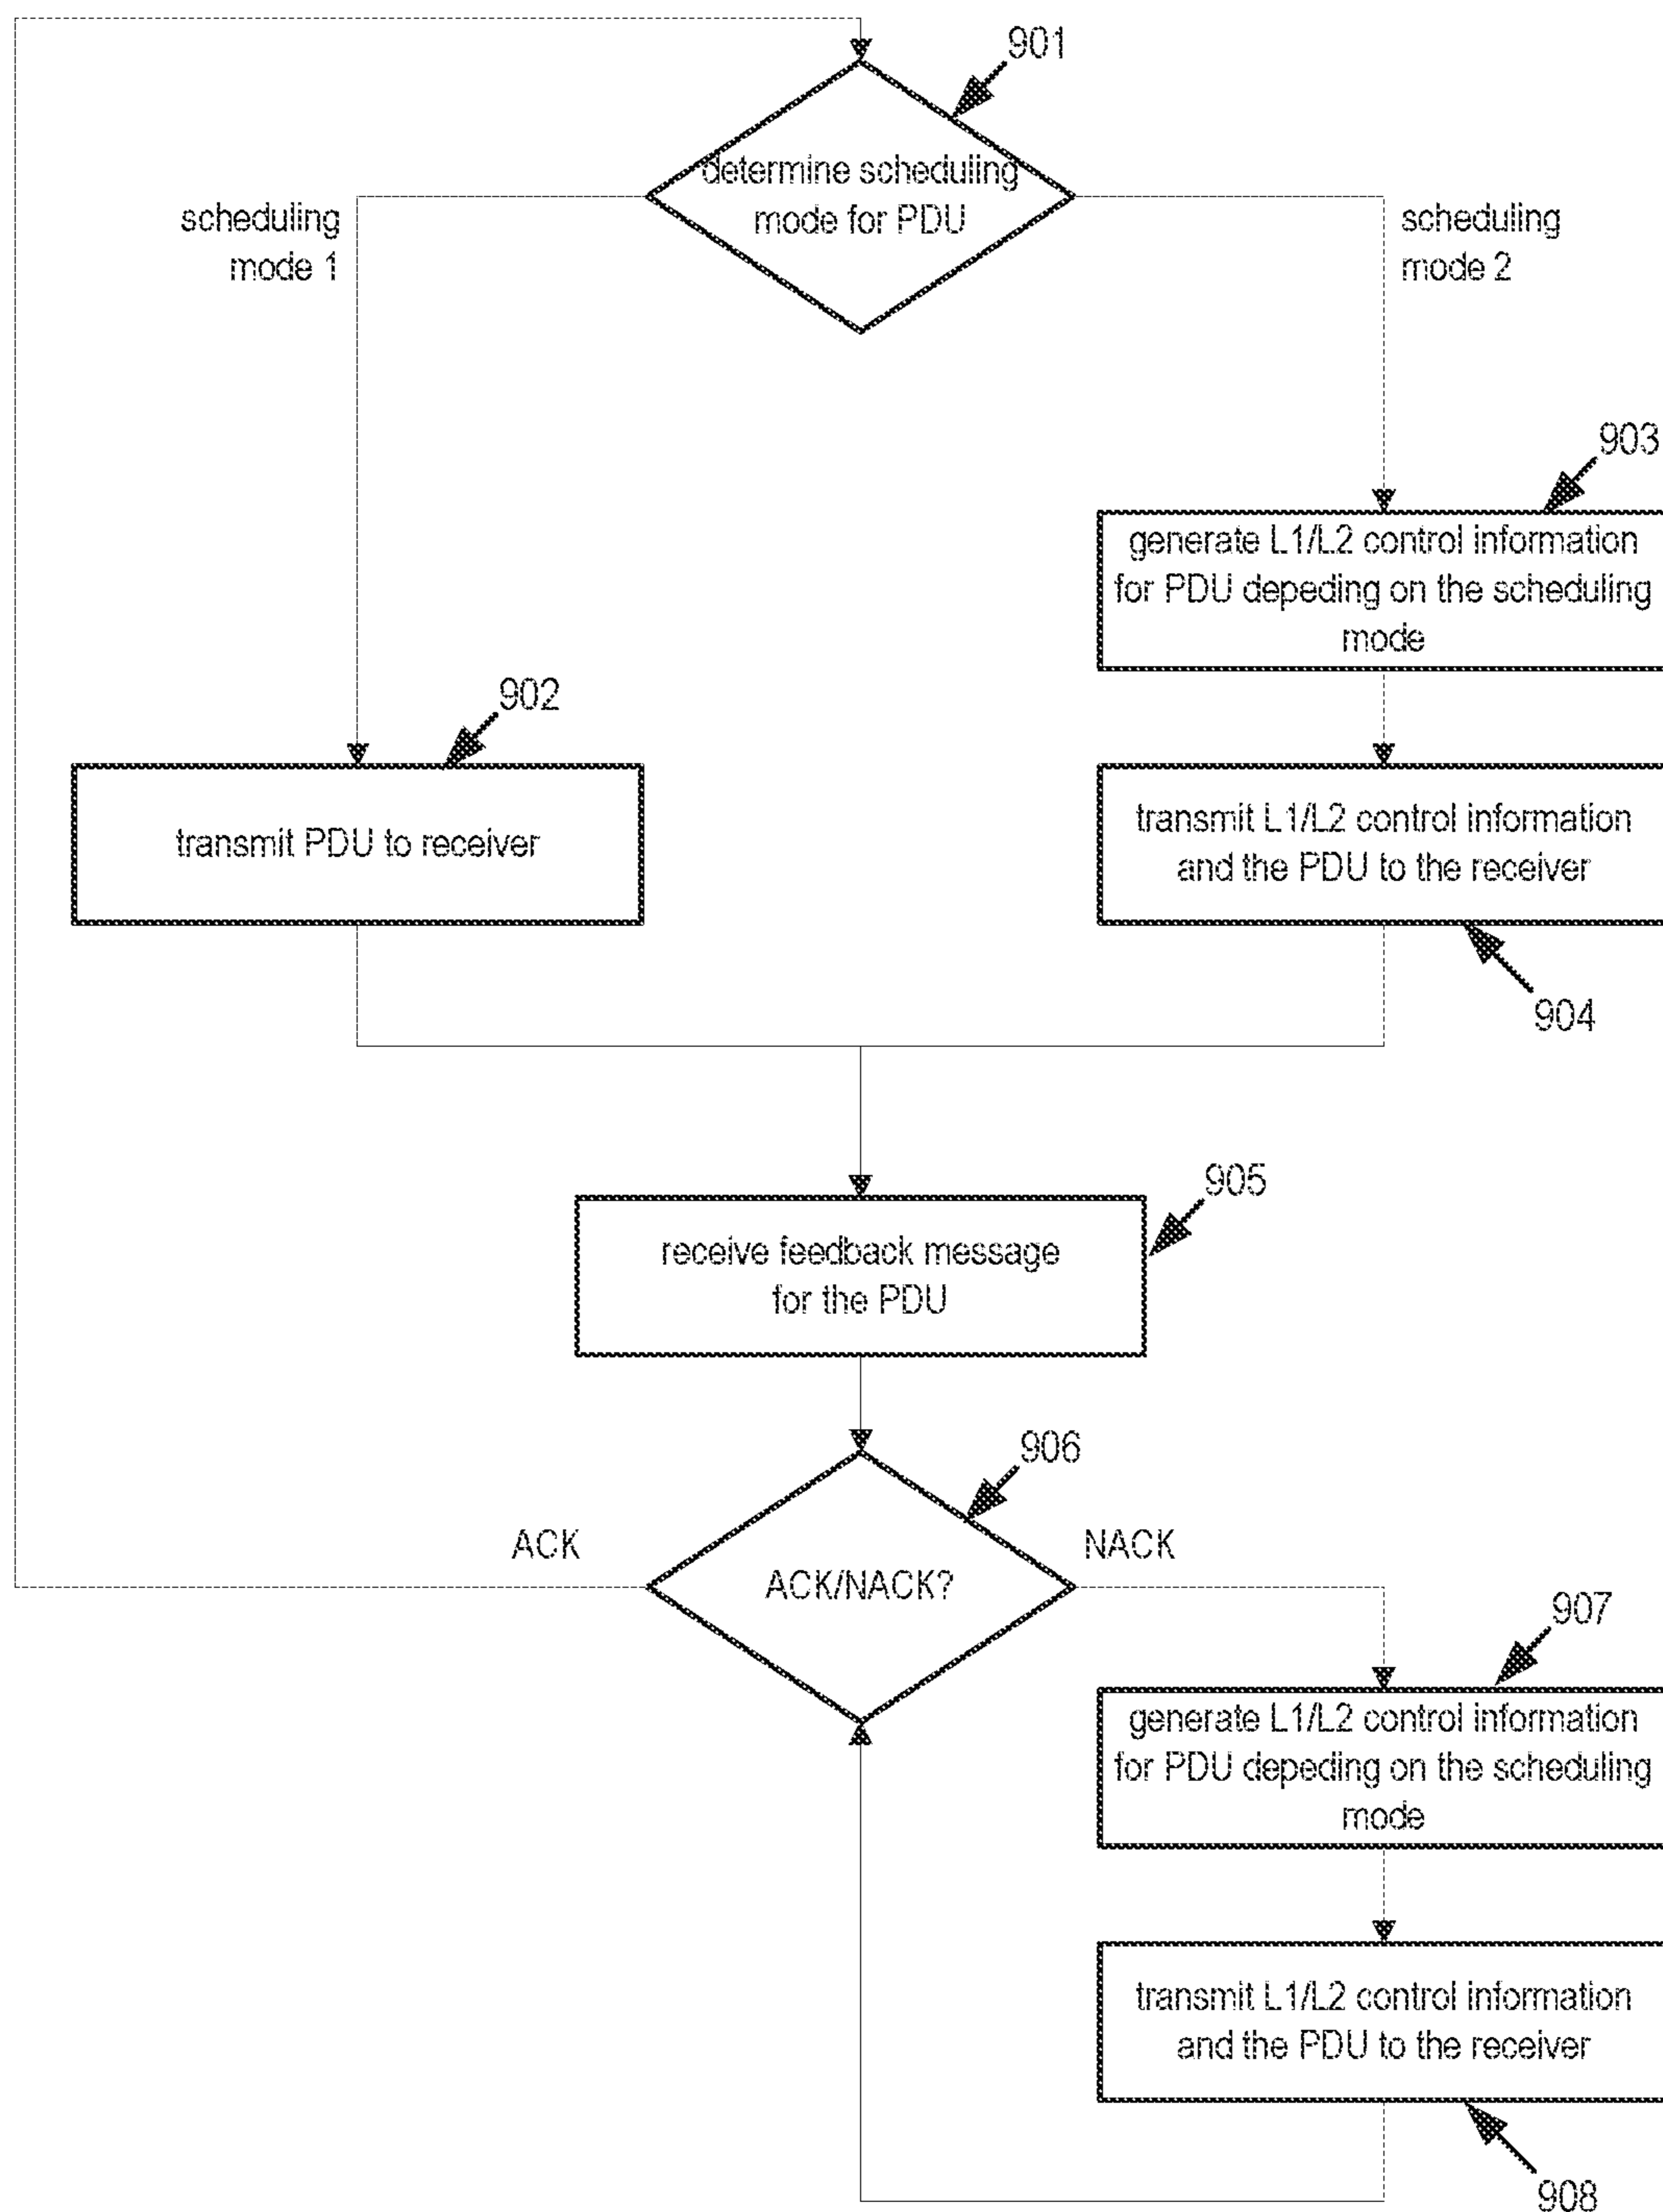 901
determine scheduling
mode for PDU
scheduling
mode 1
scheduling
mode 2
903
generate L1/L2 control information
for PDU depeding on the scheduling
mode
902
transmit PDU to receiver
transmit L1/L2 control information
and the PDU to the receiver
904
905
receive feedback message
for the PDU
906
ACK
ACK/NACK?
NACK
907
generate L1/L2 control information
for PDU depeding on the scheduling
mode
transmit L1/L2 control information
and the PDU to the receiver
908